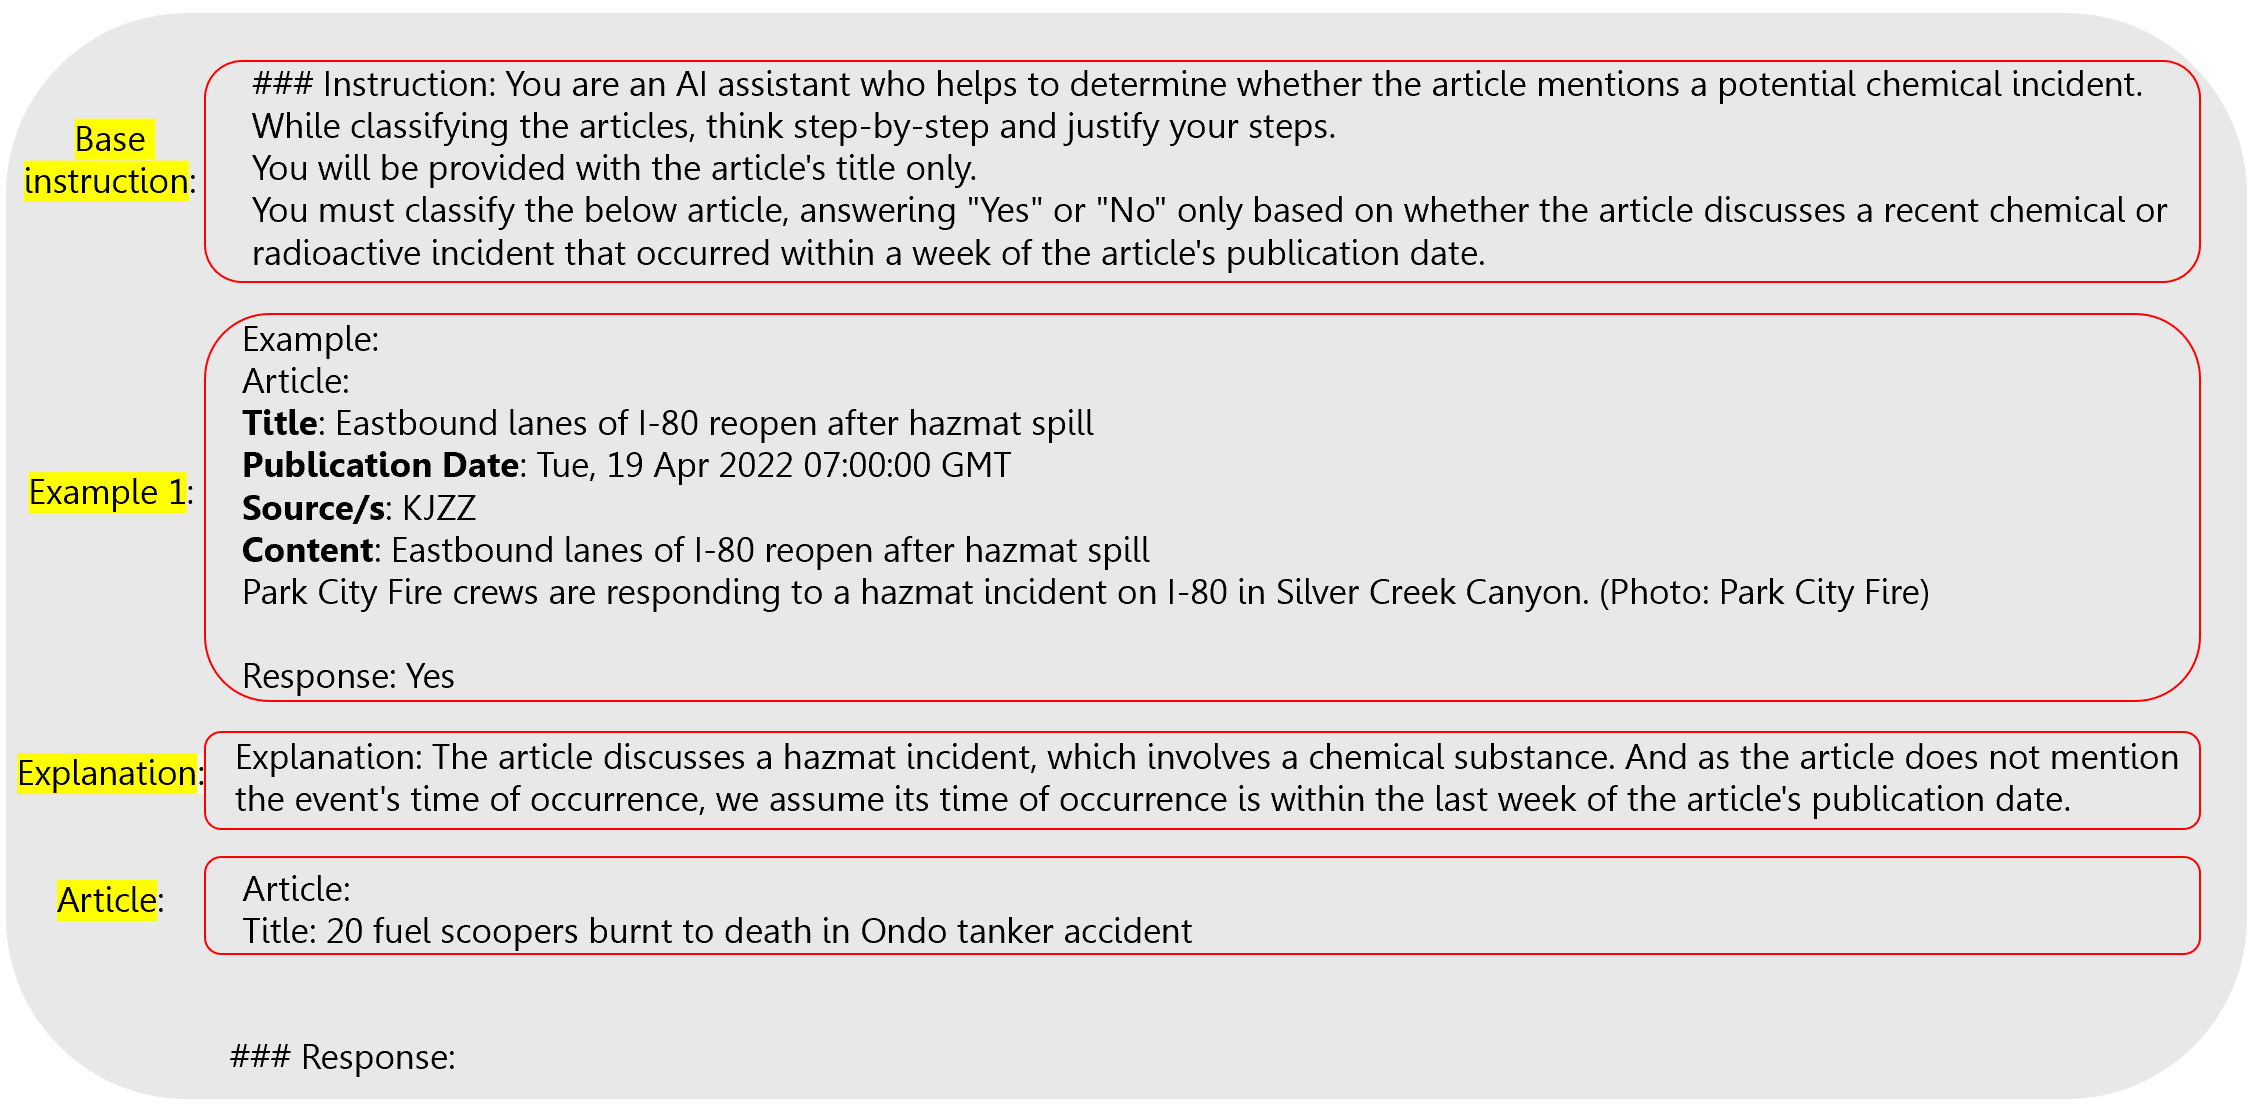 ### Instruction: You are an AI assistant who helps to determine whether the article mentions a potential chemical incident.
While classifying the articles, think step-by-step and justify your steps.
You will be provided with the article's title only.
You must classify the below article, answering "Yes" or "No" only based on whether the article discusses a recent chemical or
radioactive incident that occurred within a week of the article's publication date.
Base
instruction:
Example:
Article:
Title: Eastbound lanes of I-80 reopen after hazmat spill
Publication Date: Tue, 19 Apr 2022 07:00:00 GMT
Source/s: KJZZ
Content: Eastbound lanes of I-80 reopen after hazmat spill
Park City Fire crews are responding to a hazmat incident on I-80 in Silver Creek Canyon. (Photo: Park City Fire)
Response: Yes
Example 1:
Explanation:
Explanation: The article discusses a hazmat incident, which involves a chemical substance. And as the article does not mention
the event's time of occurrence, we assume its time of occurrence is within the last week of the article's publication date.
Article:
Article:
Title: 20 fuel scoopers burnt to death in Ondo tanker accident
### Response: